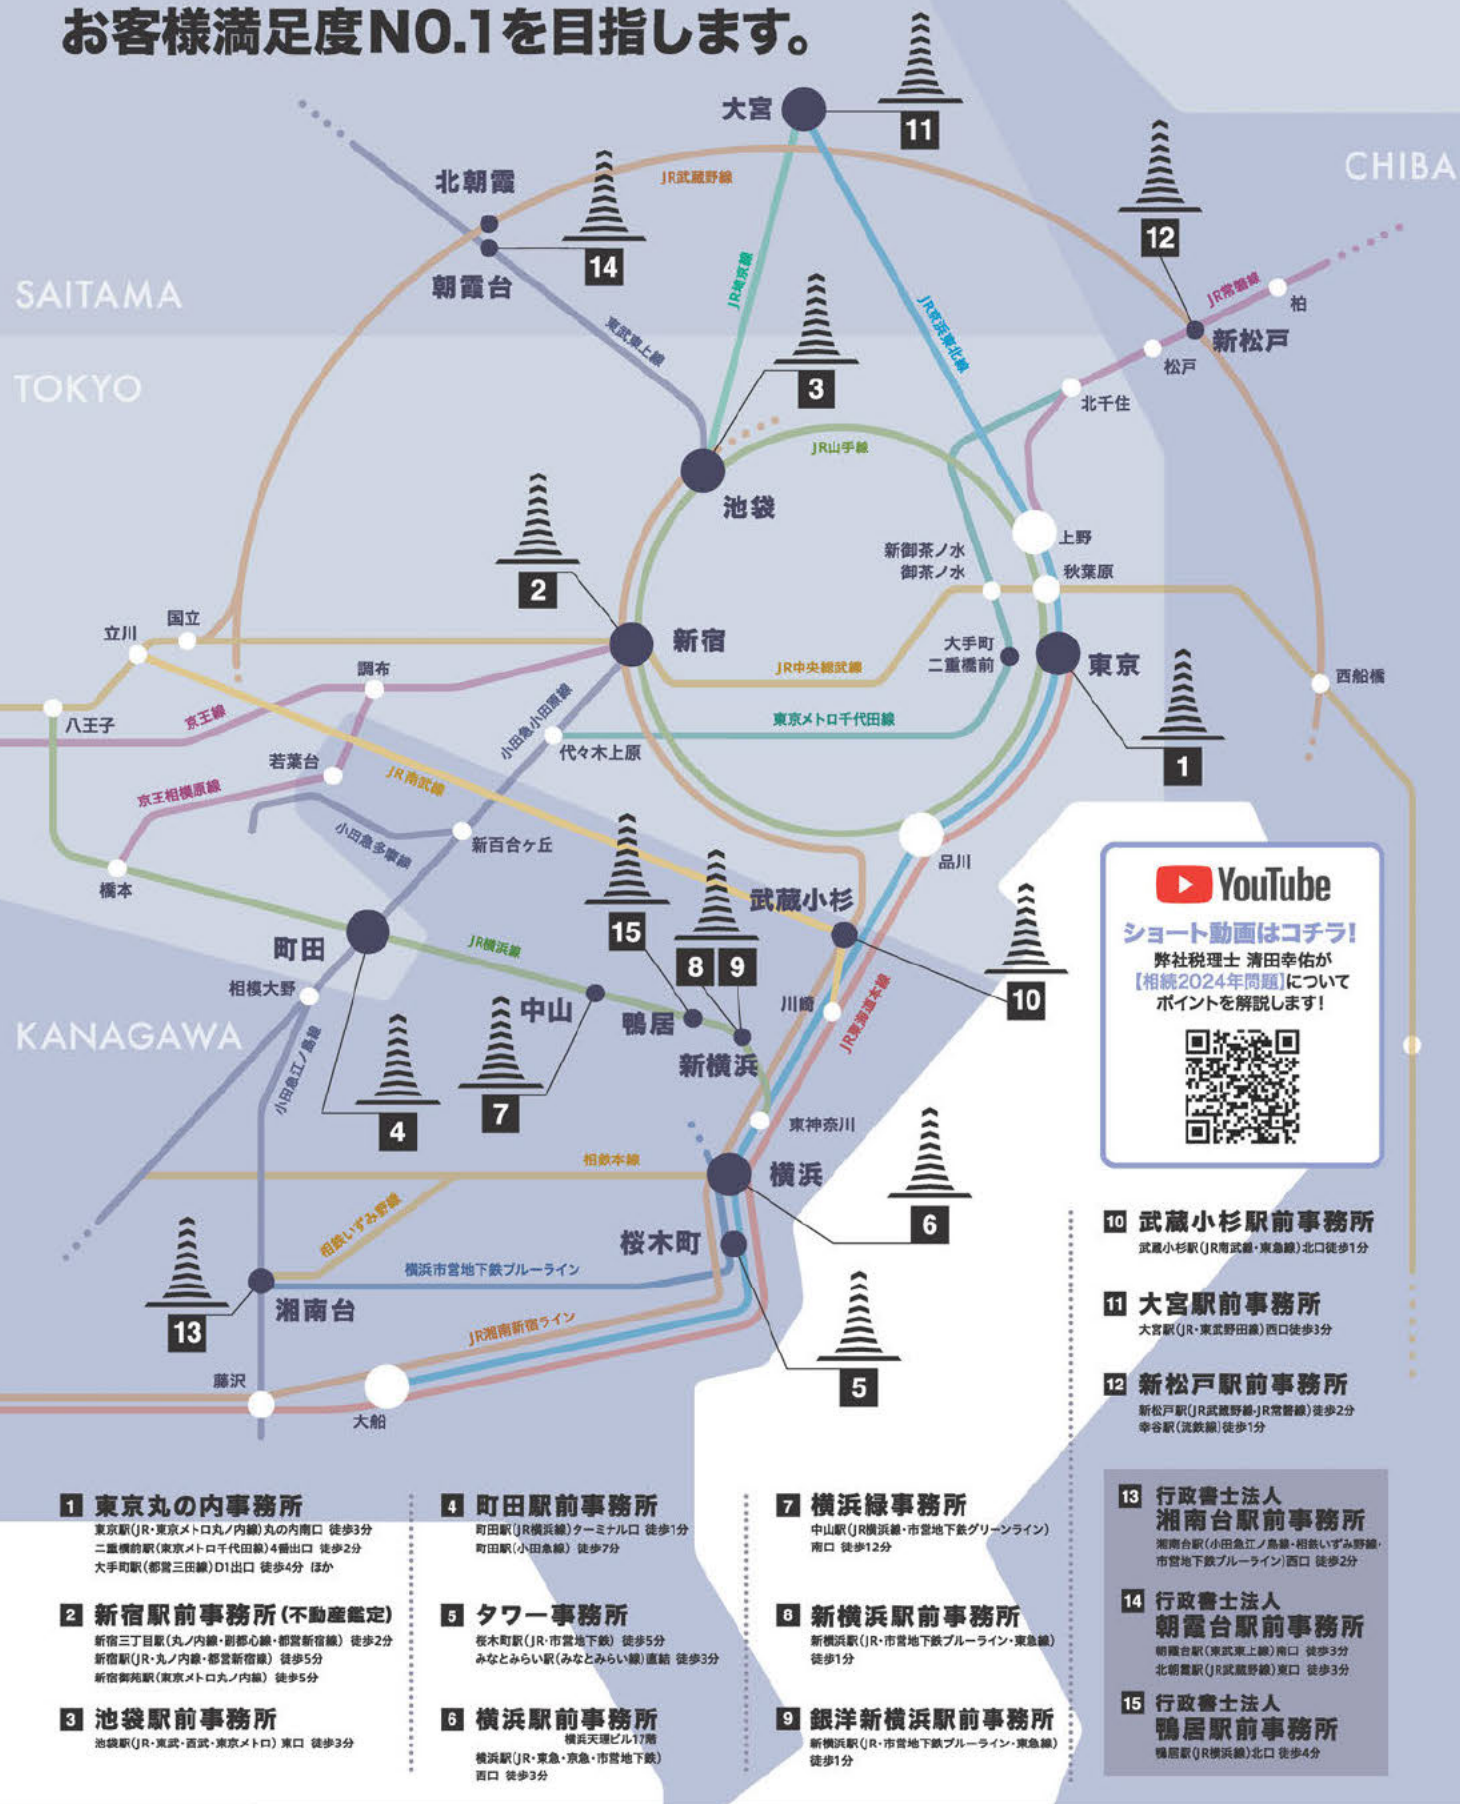 お客様満足度NO.1を目指します。
大宮
11
CHIBA
北朝霞
JR武蔵野線
12
14
朝霞台
SAITAMA
JR埼京線
JR京浜東北線
JR常磐線
柏
新松戸
松戸
東武東上線
TOKYO
3
北千住
JR山手線
池袋
上野
新御茶ノ水
御茶ノ水
秋葉原
2
国立
立川
新宿
大手町
二重橋前
東京
JR中央総武線
西船橋
調布
八王子
京王線
小田急小田原線
東京メトロ千代田線
代々木上原
1
若葉台
JR南武線
京王相模原線
小田急多摩線
新百合ヶ丘
品川
橋本
武蔵小杉
15
町田
JR横浜線
8
9
相模大野
中山
鴨居
川崎
10
JR東海道本線
KANAGAWA
新横浜
小田急江ノ島線
7
4
東神奈川
相鉄本線
横浜
6
相鉄いずみ野線
桜木町
横浜市営地下鉄ブルーライン
13
湘南台
JR湘南新宿ライン
5
藤沢
大船
YouTube
ショート動画はコチラ!
弊社税理士 清田幸佑が
【相続2024年問題】について
ポイントを解説します!
1 東京丸の内事務所
東京駅(JR・東京メトロ丸ノ内線)丸の内南口 徒歩3分
二重橋前駅(東京メトロ千代田線)4番出口 徒歩2分
大手町駅(都営三田線)D1出口 徒歩4分 ほか
2 新宿駅前事務所(不動産鑑定)
新宿三丁目駅(丸ノ内線・副都心線・都営新宿線) 徒歩2分
新宿駅(JR・丸ノ内線・都営新宿線) 徒歩5分
新宿御苑駅(東京メトロ丸ノ内線) 徒歩5分
3 池袋駅前事務所
池袋駅(JR・東武・西武・東京メトロ) 東口 徒歩3分
4 町田駅前事務所
町田駅(JR横浜線)ターミナル口 徒歩1分
町田駅(小田急線) 徒歩7分
5 タワー事務所
桜木町駅(JR・市営地下鉄) 徒歩5分
みなとみらい駅(みなとみらい線)直結 徒歩3分
6 横浜駅前事務所
横浜天理ビル17階
横浜駅(JR・東急・京急・市営地下鉄)
西口 徒歩3分
7 横浜緑事務所
中山駅(JR横浜線・市営地下鉄グリーンライン)
南口 徒歩12分
8 新横浜駅前事務所
新横浜駅(JR・市営地下鉄ブルーライン・東急線)
徒歩1分
9 銀洋新横浜駅前事務所
新横浜駅(JR・市営地下鉄ブルーライン・東急線)
徒歩1分
10 武蔵小杉駅前事務所
武蔵小杉駅(JR南武線・東急線)北口徒歩1分
11 大宮駅前事務所
大宮駅(JR・東武野田線)西口徒歩3分
12 新松戸駅前事務所
新松戸駅(JR武蔵野線・JR常磐線)徒歩2分
幸谷駅(流鉄線)徒歩1分
13 行政書士法人
湘南台駅前事務所
湘南台駅(小田急江ノ島線・相鉄いずみ野線・
市営地下鉄ブルーライン)西口 徒歩2分
14 行政書士法人
朝霞台駅前事務所
朝霞台駅(東武東上線)南口 徒歩3分
北朝霞駅(JR武蔵野線)東口 徒歩3分
15 行政書士法人
鴨居駅前事務所
鴨居駅(JR横浜線)北口 徒歩4分